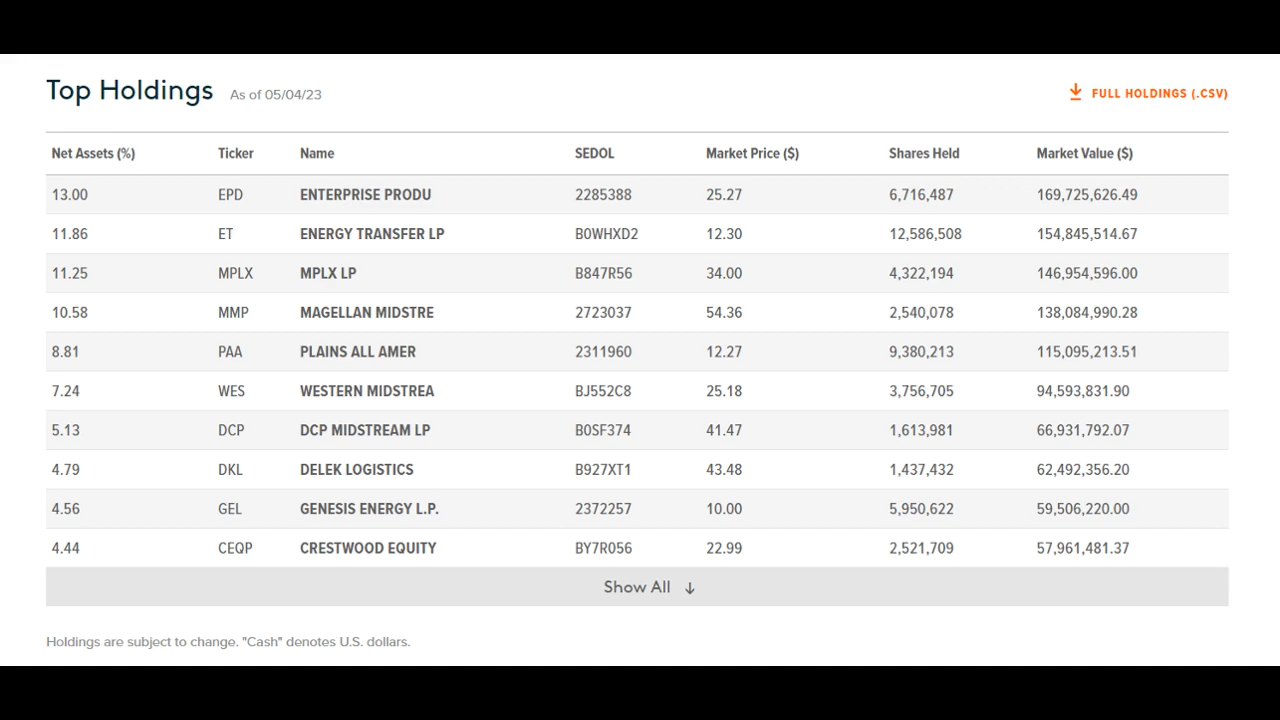 Top Holdings As of 05/04/23 FULL HOLDINGS (.CSV)
Net Assets (%) Ticker Name SEDOL Market Price ($) Shares Held Market Value ($)
13.00 EPD ENTERPRISE PRODU 2285388 25.27 6,716,487 169,725,626.49
11.86 ET ENERGY TRANSFER LP B0WHXD2 12.30 12,586,508 154,845,514.67
11.25 MPLX MPLX LP B847R56 34.00 4,322,194 146,954,596.00
10.58 MMP MAGELLAN MIDSTRE 2723037 54.36 2,540,078 138,084,990.28
8.81 PAA PLAINS ALL AMER 2311960 12.27 9,380,213 115,095,213.51
7.24 WES WESTERN MIDSTREA BJ552C8 25.18 3,756,705 94,593,831.90
5.13 DCP DCP MIDSTREAM LP B0SF374 41.47 1,613,981 66,931,792.07
4.79 DKL DELEK LOGISTICS B927XT1 43.48 1,437,432 62,492,356.20
4.56 GEL GENESIS ENERGY L.P. 2372257 10.00 5,950,622 59,506,220.00
4.44 CEQP CRESTWOOD EQUITY BY7R056 22.99 2,521,709 57,961,481.37
Show All
Holdings are subject to change. "Cash" denotes U.S. dollars.